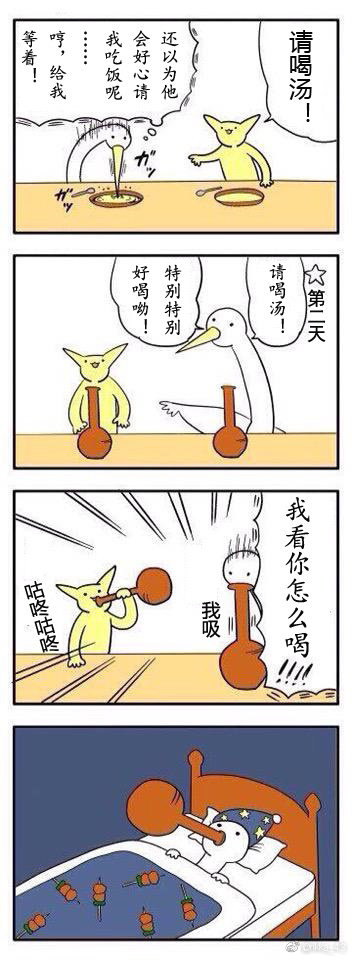 请喝汤！
还以为他
会好心请
我吃饭呢
……
哼，给我
等着！
ガッ
ガッ
☆第二天
请喝汤！
特别特别
好喝呦！
我看你怎么喝
!!!!
我吸
咕咚咕咚